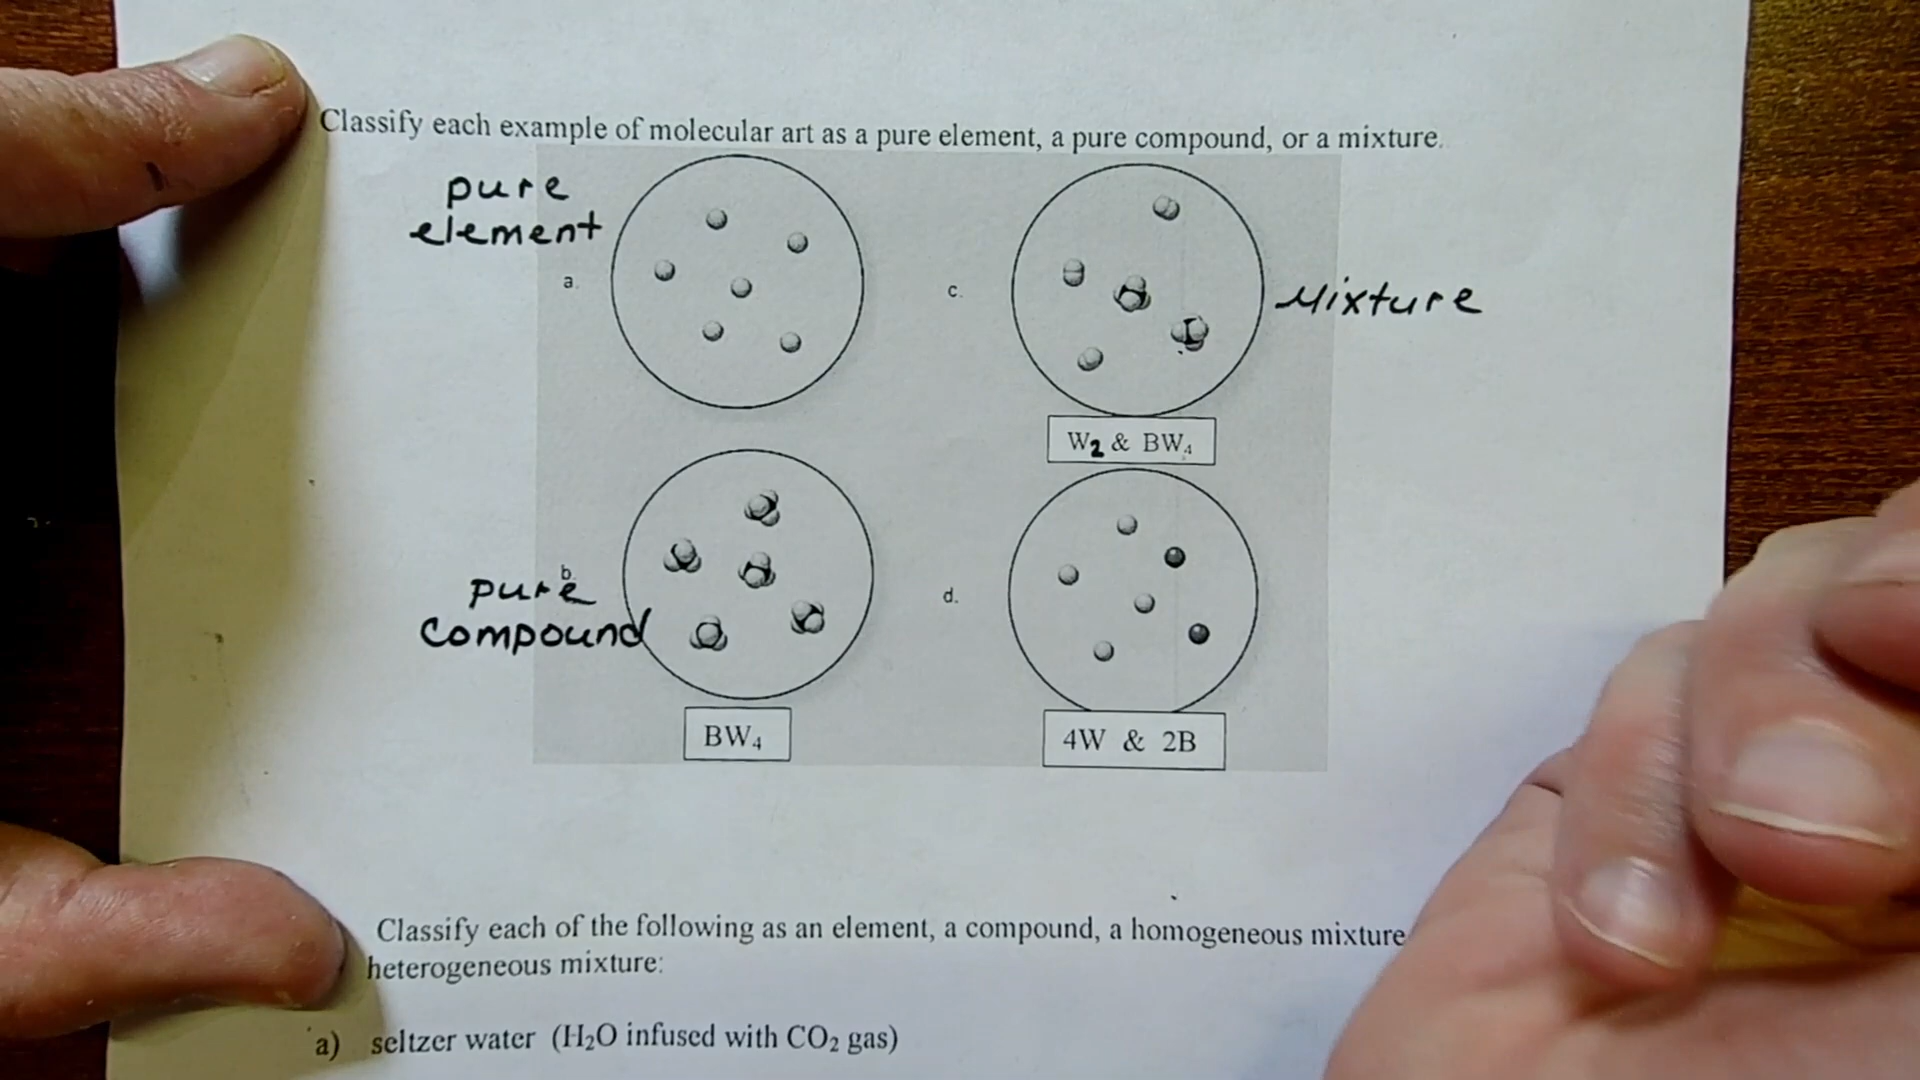 Classify each example of molecular art as a pure element, a pure compound, or a mixture.
pure
element
a.
c.
Mixture
W2 & BW4
b.
pure
compound
d.
BW4
4W & 2B
Classify each of the following as an element, a compound, a homogeneous mixture
heterogeneous mixture:
a) seltzer water (H2O infused with CO2 gas)